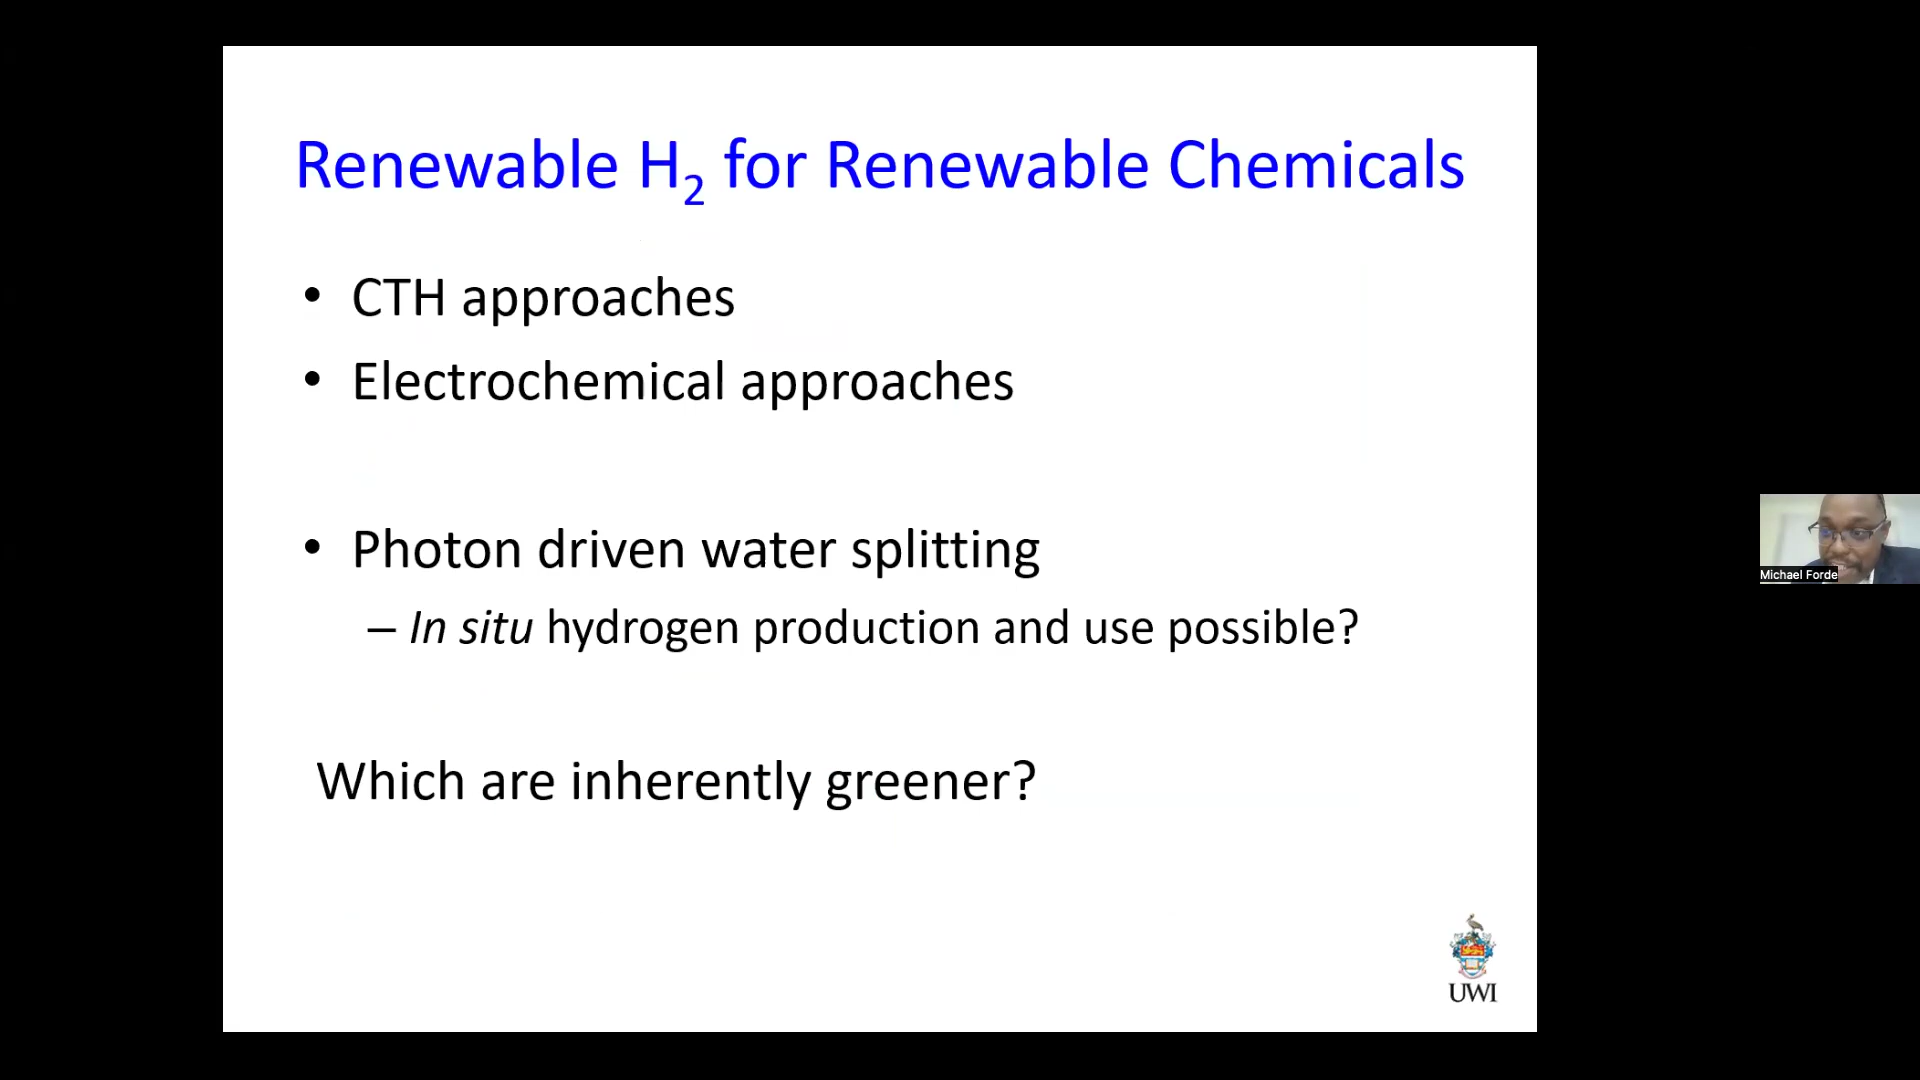 Renewable H₂ for Renewable Chemicals
• CTH approaches
• Electrochemical approaches
• Photon driven water splitting
– In situ hydrogen production and use possible?
Which are inherently greener?
Michael Forde
UWI